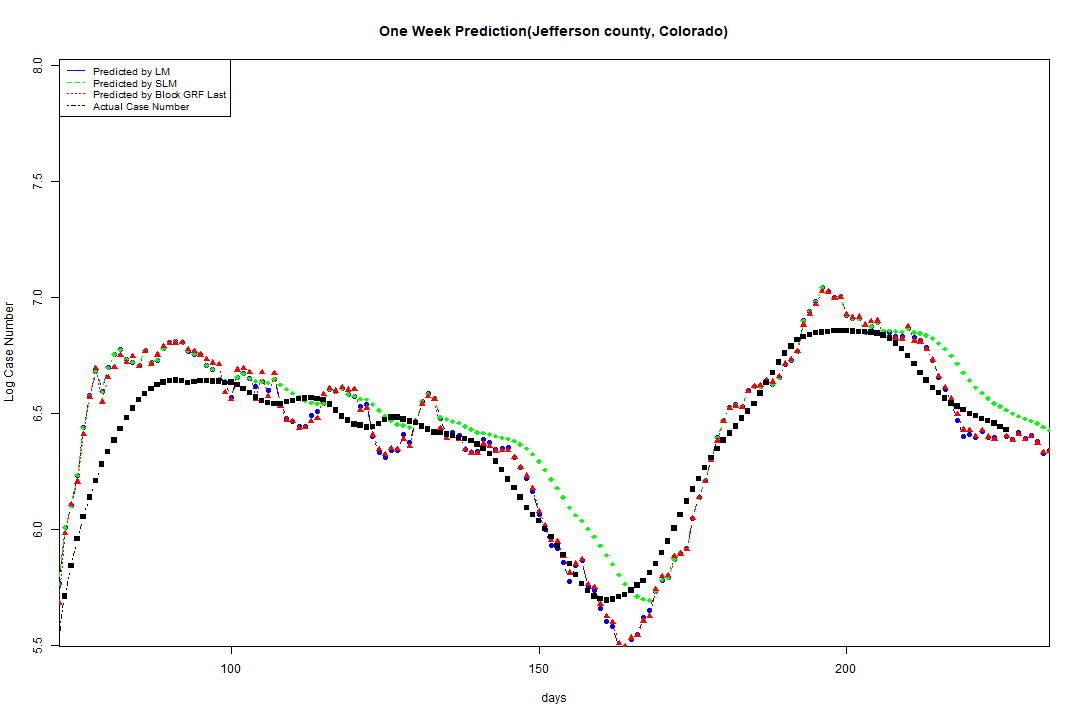 One Week Prediction(Jefferson county, Colorado)
Predicted by LM
Predicted by SLM
Predicted by Block GRF Last
Actual Case Number
8.0
7.5
7.0
6.5
6.0
5.5
Log Case Number
100 150 200
days